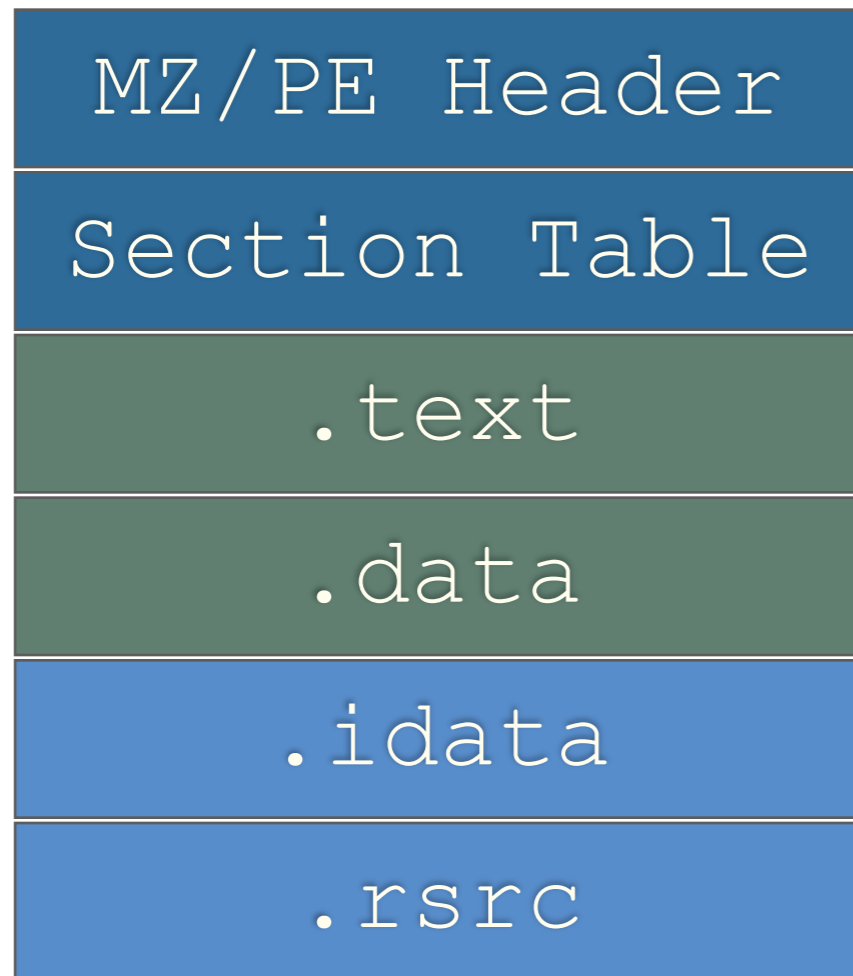 MZ/PE Header
Section Table
.text
.data
.idata
.rsrc